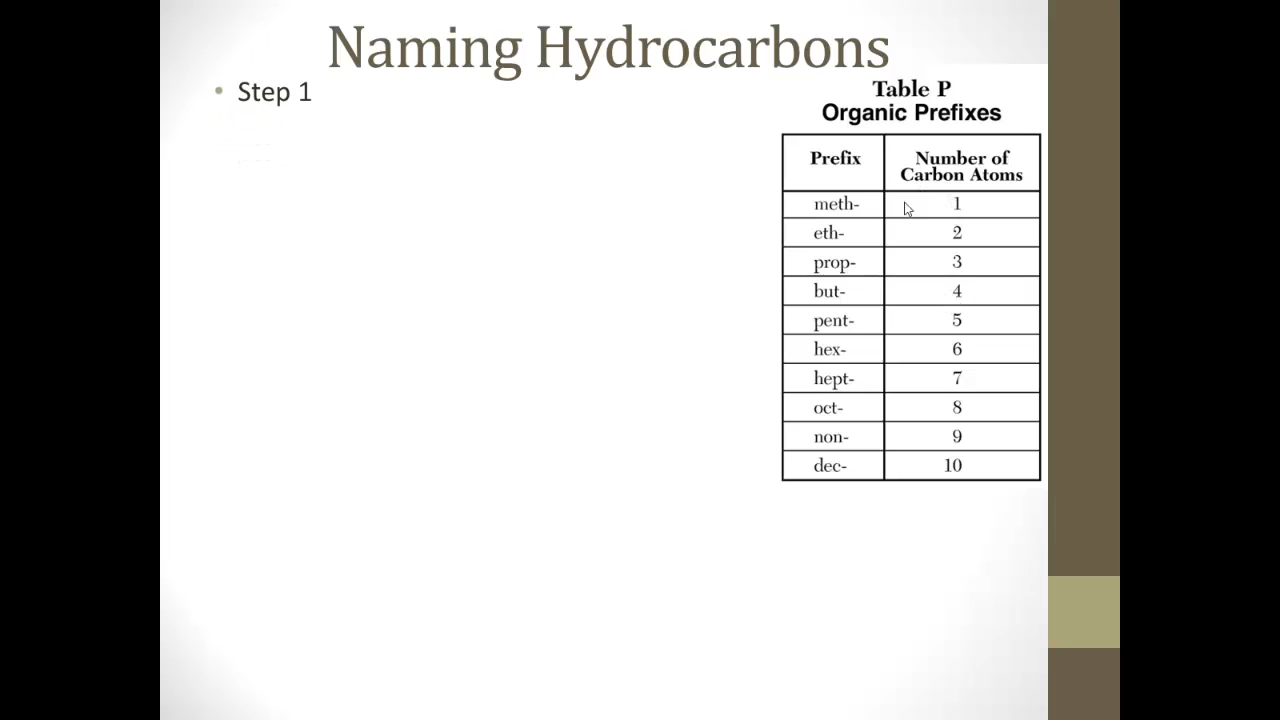 Naming Hydrocarbons
• Step 1
Table P
Organic Prefixes
Prefix Number of
Carbon Atoms
meth- 1
eth- 2
prop- 3
but- 4
pent- 5
hex- 6
hept- 7
oct- 8
non- 9
dec- 10